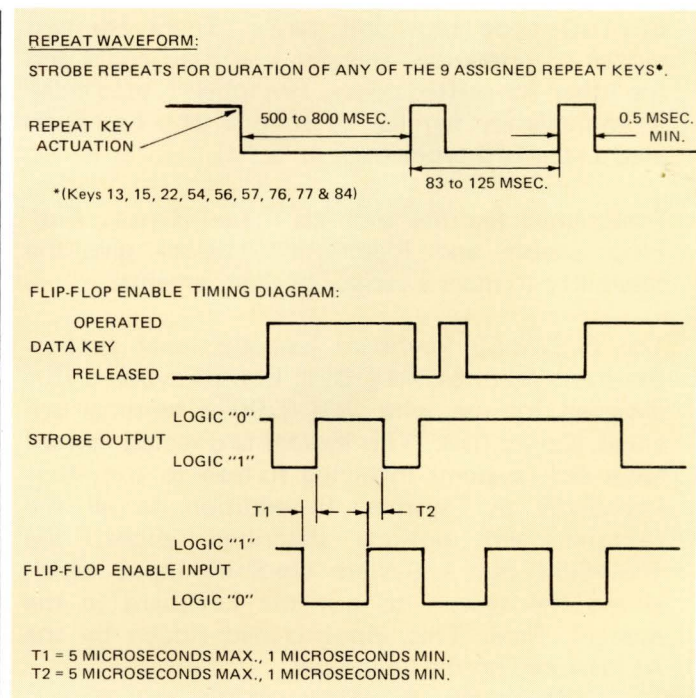 REPEAT WAVEFORM:
STROBE REPEATS FOR DURATION OF ANY OF THE 9 ASSIGNED REPEAT KEYS*.
REPEAT KEY
ACTUATION
500 to 800 MSEC.
0.5 MSEC.
MIN.
83 to 125 MSEC.
*(Keys 13, 15, 22, 54, 56, 57, 76, 77 & 84)
FLIP-FLOP ENABLE TIMING DIAGRAM:
OPERATED
DATA KEY
RELEASED
LOGIC "0"
STROBE OUTPUT
LOGIC "1"
T1
T2
LOGIC "1"
FLIP-FLOP ENABLE INPUT
LOGIC "0"
T1 = 5 MICROSECONDS MAX., 1 MICROSECONDS MIN.
T2 = 5 MICROSECONDS MAX., 1 MICROSECONDS MIN.